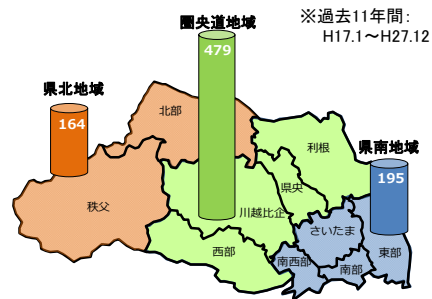 ※過去11年間：
H17.1～H27.12
圏央道地域
479
県北地域
164
県南地域
195
北部
利根
秩父
県央
川越比企
さいたま
西部
東部
南西部
南部